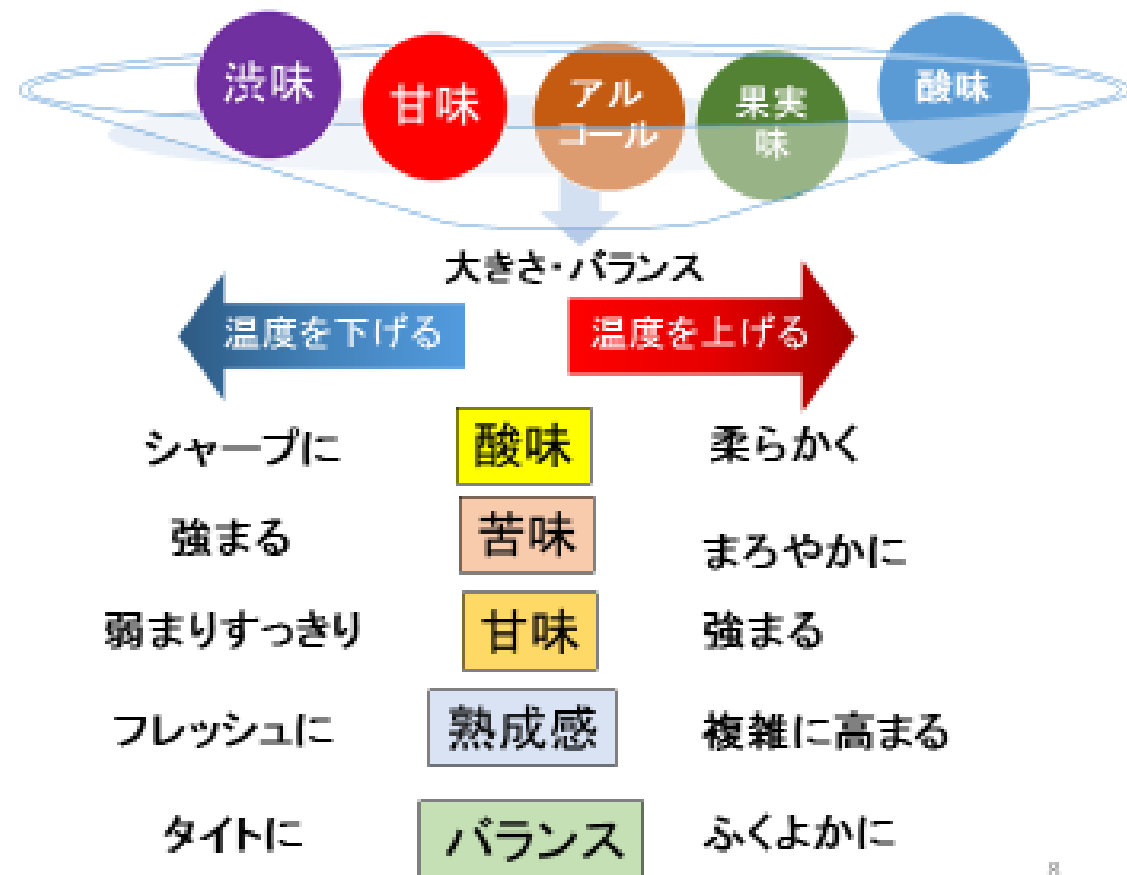 渋味
甘味
アル
コール
果実
味
酸味
大きさ・バランス
温度を下げる
温度を上げる
シャープに
酸味
柔らかく
強まる
苦味
まろやかに
弱まりすっきり
甘味
強まる
フレッシュに
熟成感
複雑に高まる
タイトに
バランス
ふくよかに
8